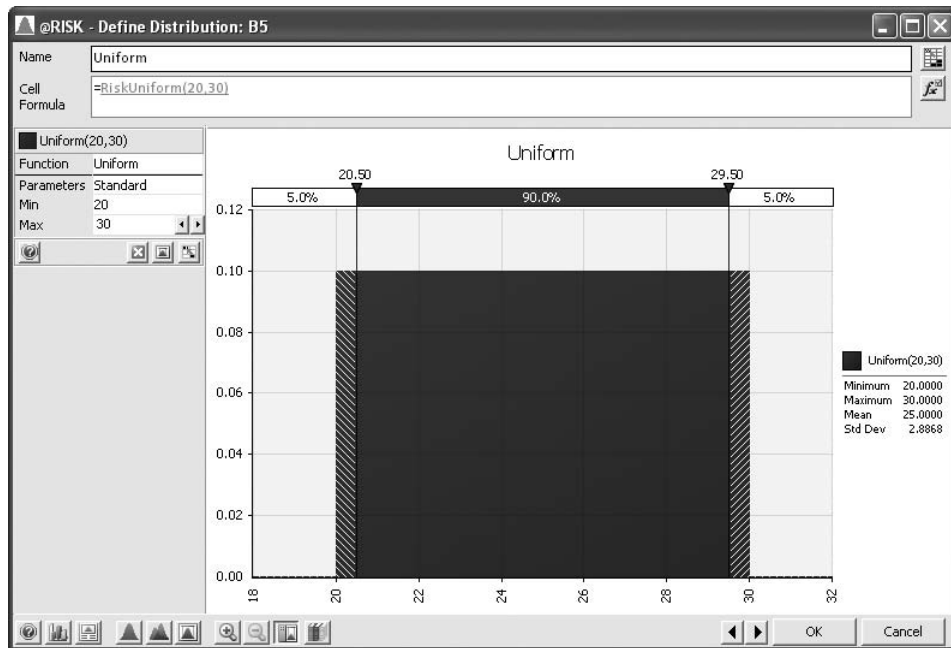 @RISK - Define Distribution: B5
Name Uniform
Cell Formula =RiskUniform(20,30)
Uniform(20,30)
Function Uniform
Parameters Standard
Min 20
Max 30
Uniform
20.50 29.50
5.0% 90.0% 5.0%
0.12
0.10
0.08
0.06
0.04
0.02
0.00
18 20 22 24 26 28 30 32
Uniform(20,30)
Minimum 20.0000
Maximum 30.0000
Mean 25.0000
Std Dev 2.8868
OK Cancel